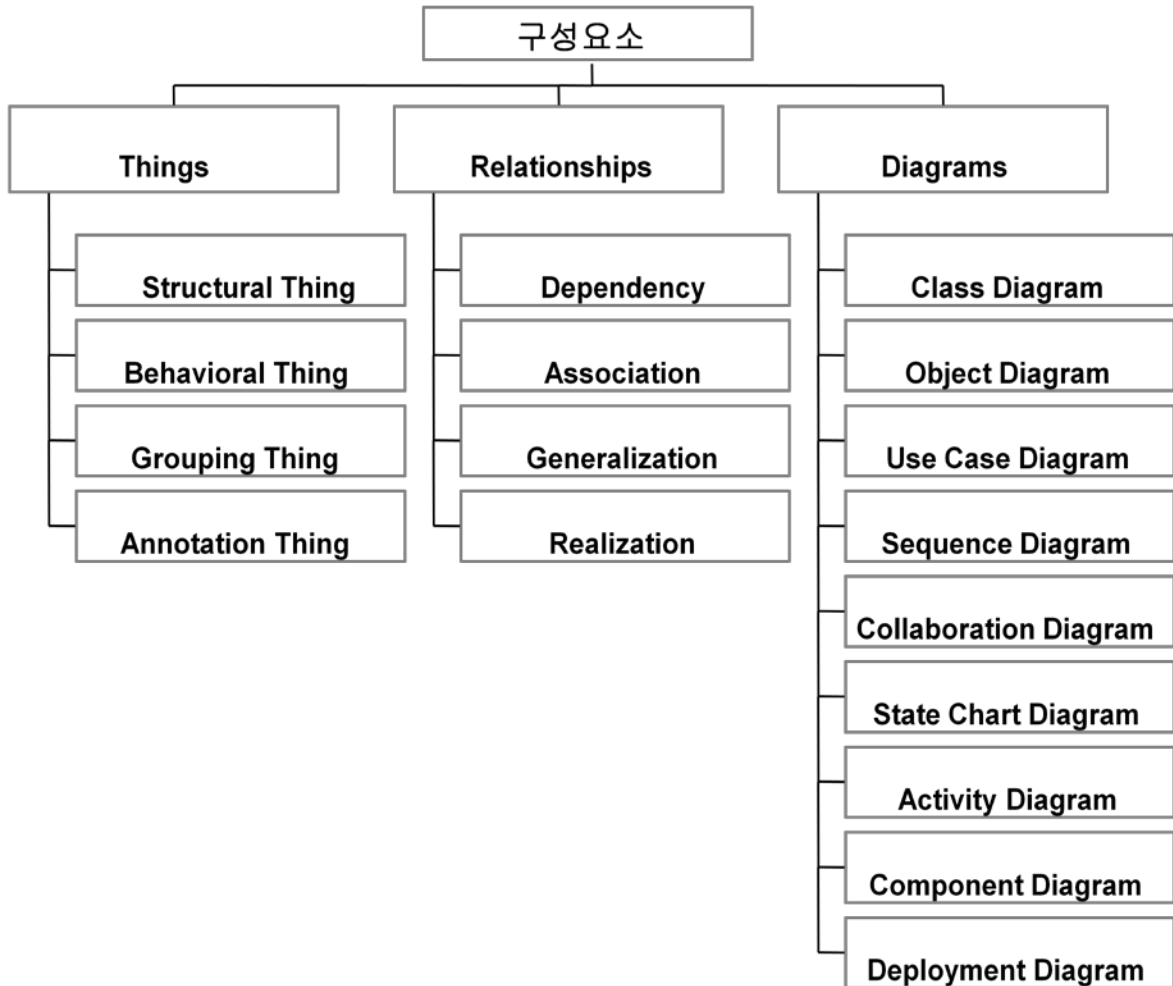 구성요소
Things
Structural Thing
Behavioral Thing
Grouping Thing
Annotation Thing
Relationships
Dependency
Association
Generalization
Realization
Diagrams
Class Diagram
Object Diagram
Use Case Diagram
Sequence Diagram
Collaboration Diagram
State Chart Diagram
Activity Diagram
Component Diagram
Deployment Diagram